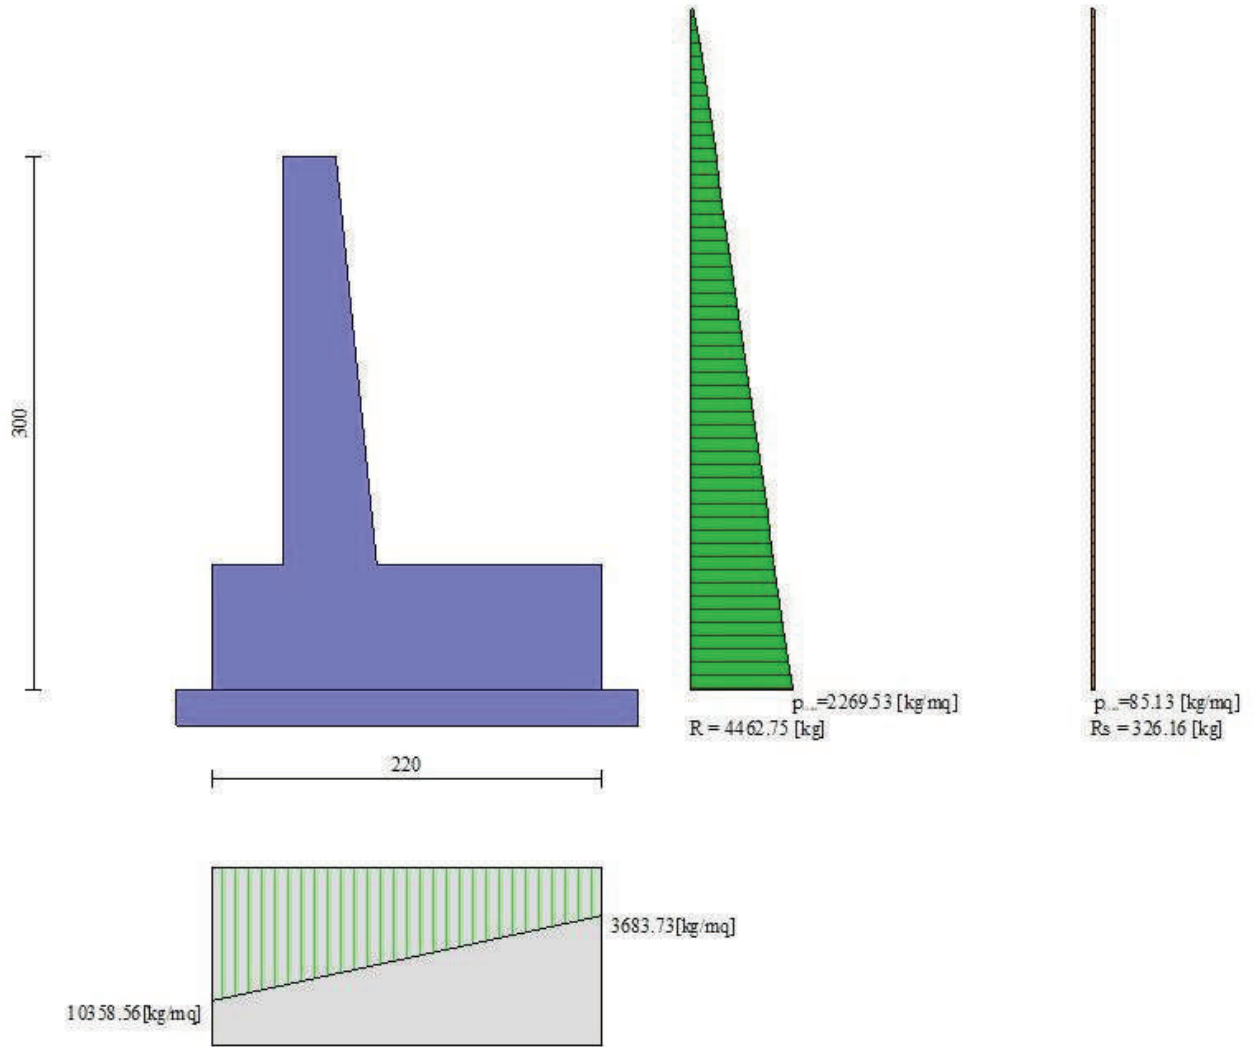 300
p...=2269.53 [kg/mq]
R = 4462.75 [kg]
p...=85.13 [kg/mq]
Rs = 326.16 [kg]
220
3683.73[kg/mq]
10358.56[kg/mq]